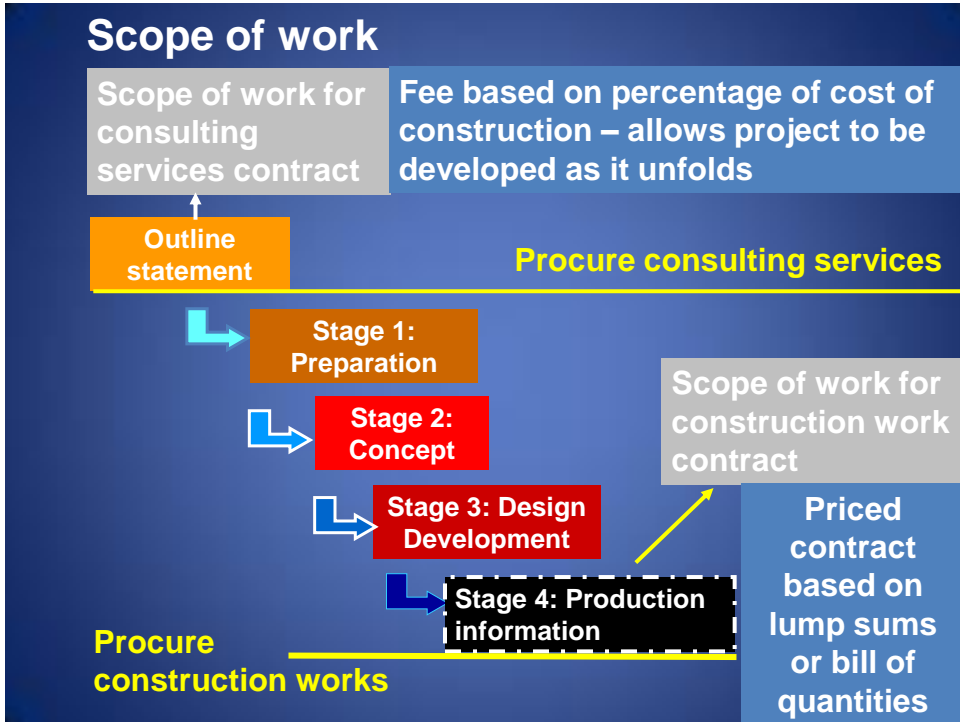 Scope of work
Scope of work for
consulting
services contract
Fee based on percentage of cost of
construction – allows project to be
developed as it unfolds
Outline
statement
Procure consulting services
Stage 1:
Preparation
Stage 2:
Concept
Stage 3: Design
Development
Stage 4: Production
information
Scope of work for
construction work
contract
Priced
contract
based on
lump sums
or bill of
quantities
Procure
construction works